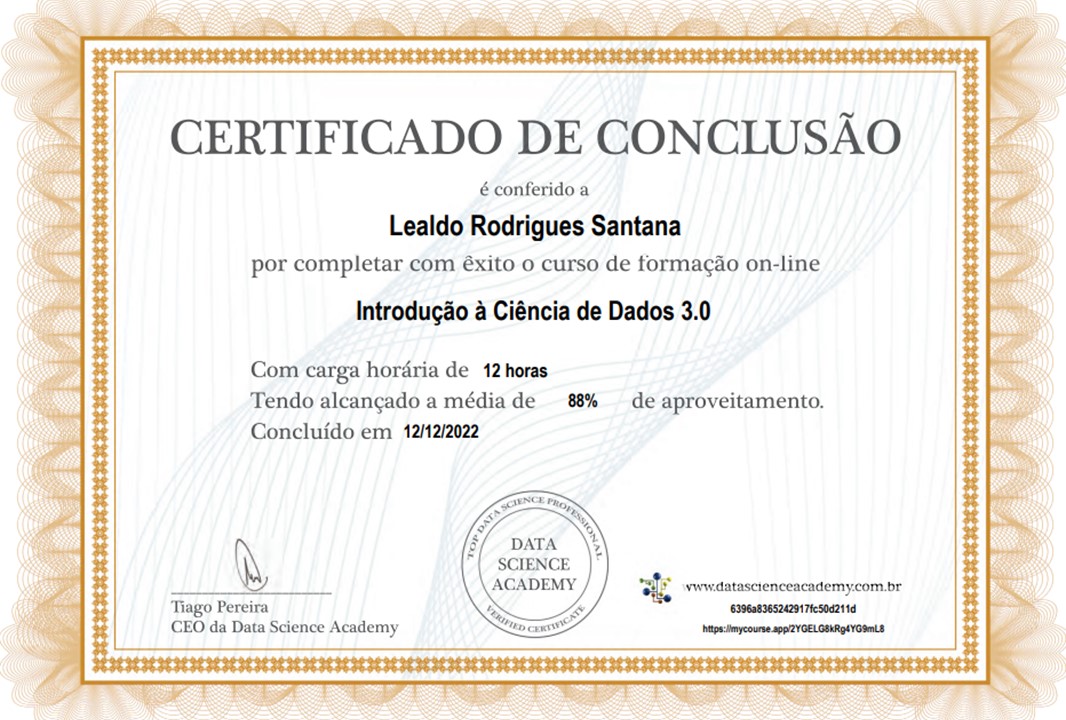 CERTIFICADO DE CONCLUSÃO
é conferido a
Lealdo Rodrigues Santana
por completar com êxito o curso de formação on-line
Introdução à Ciência de Dados 3.0
Com carga horária de 12 horas
Tendo alcançado a média de 88% de aproveitamento.
Concluído em 12/12/2022
TOP DATA SCIENCE PROFESSIONAL
DATA
SCIENCE
ACADEMY
VERIFIED CERTIFICATE
Tiago Pereira
CEO da Data Science Academy
www.datascienceacademy.com.br
6396a8365242917fc50d211d
https://mycourse.app/2YGELG8kRg4YG9mL8